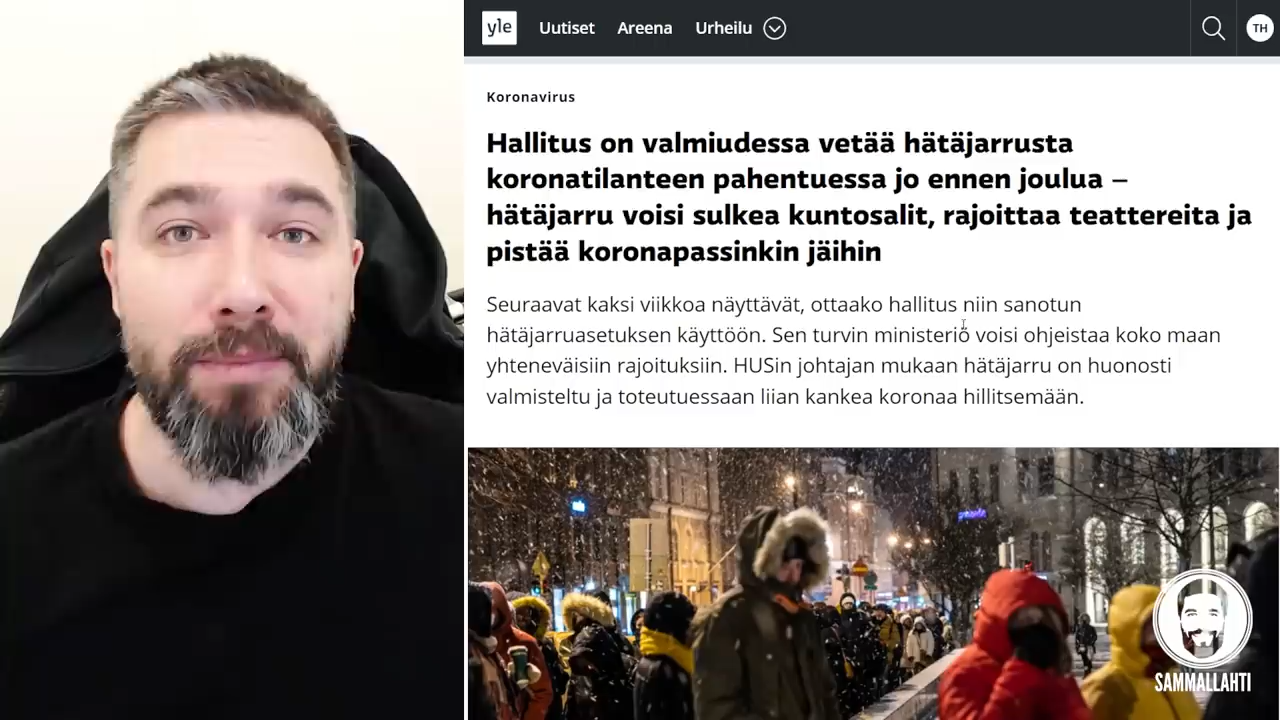 yle Uutiset Areena Urheilu TH
Koronavirus
Hallitus on valmiudessa vetää hätäjarrusta
koronatilanteen pahentuessa jo ennen joulua –
hätäjarru voisi sulkea kuntosalit, rajoittaa teattereita ja
pistää koronapassinkin jäihin
Seuraavat kaksi viikkoa näyttävät, ottaako hallitus niin sanotun
hätäjarruasetuksen käyttöön. Sen turvin ministeriö voisi ohjeistaa koko maan
yhteneväisiin rajoituksiin. HUSin johtajan mukaan hätäjarru on huonosti
valmisteltu ja toteutuessaan liian kankea koronaa hillitsemään.
SAMMALLAHTI